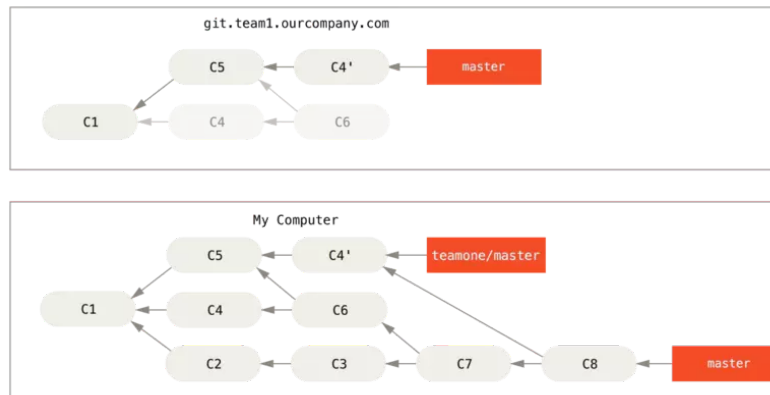 git.team1.ourcompany.com
C5 C4' master
C1 C4 C6
My Computer
C5 C4' teamone/master
C1 C4 C6
C2 C3 C7 C8 master